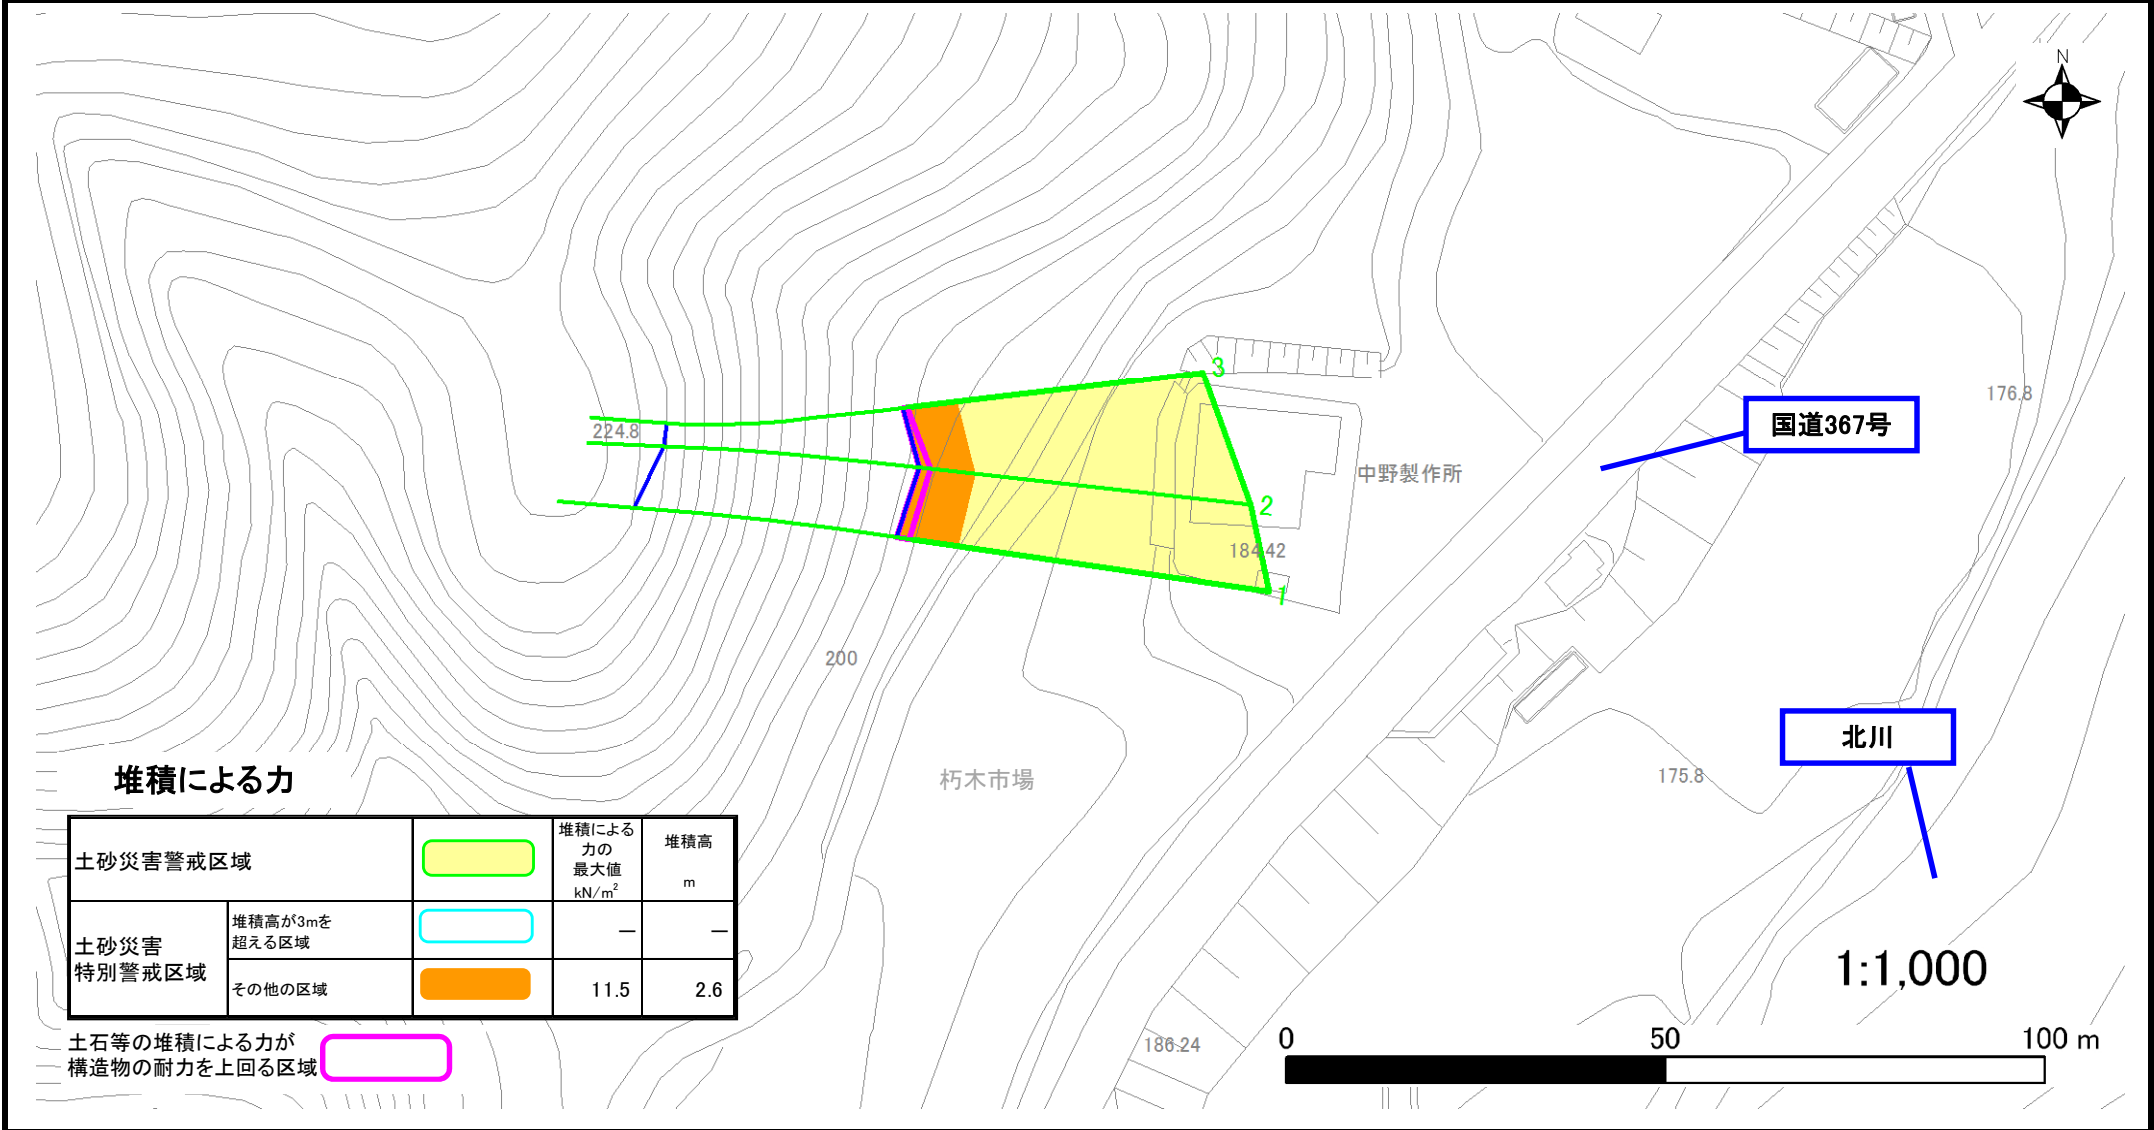 N
3
224.8
176.8
国道367号
中野製作所
2
184.42
1
200
北川
175.8
朽木市場
堆積による力
土砂災害警戒区域
堆積による
力の
最大値
kN/m²
堆積高
m
土砂災害
特別警戒区域
堆積高が3mを
超える区域
—
—
その他の区域
11.5
2.6
土石等の堆積による力が
構造物の耐力を上回る区域
186.24
1:1,000
0 50 100 m